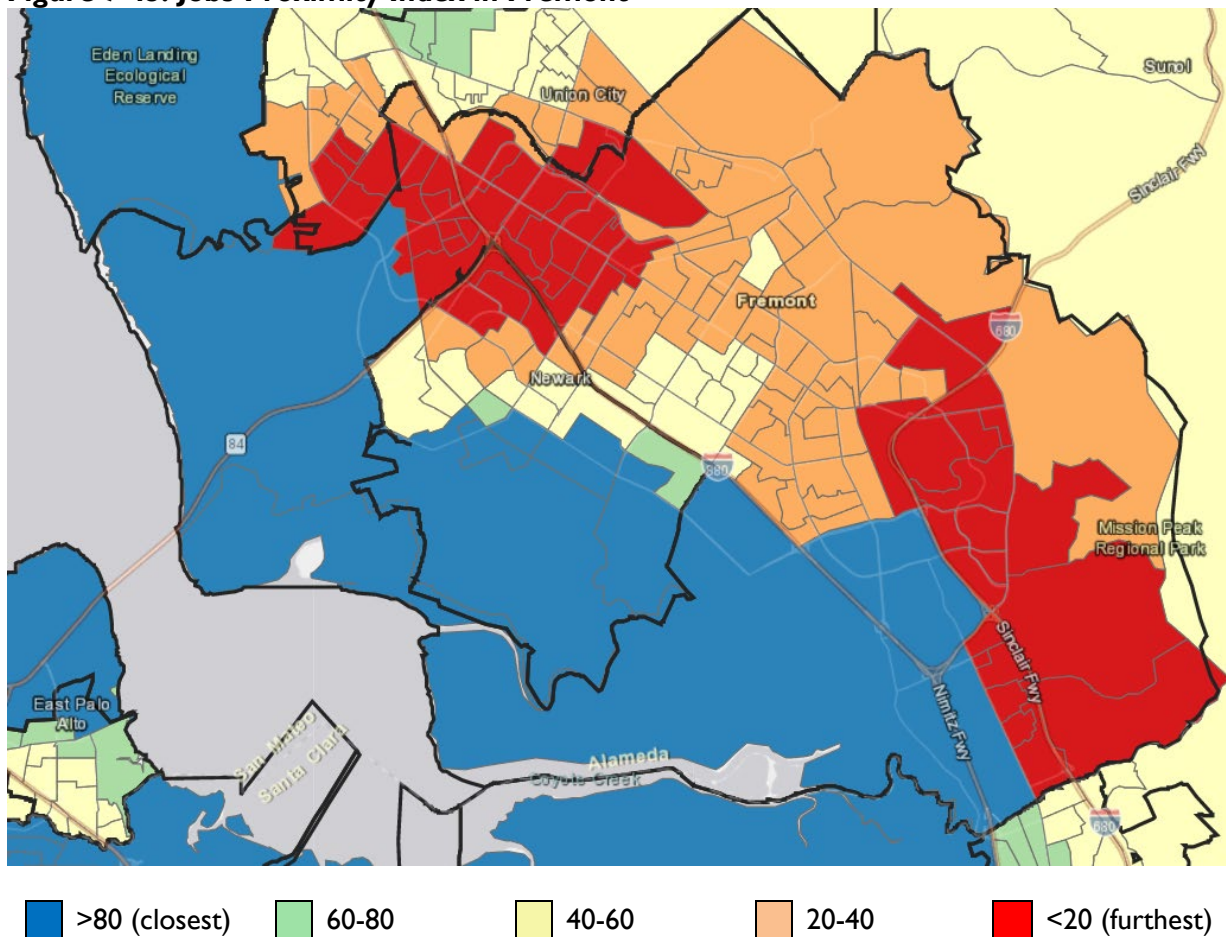 Eden Landing
Ecological
Reserve
Union City
Sunol
Sinclair Fwy
Fremont
680
Newark
84
880
Mission Peak
Regional Park
Sinclair Fwy
East Palo
Alto
San Mateo
Santa Clara
Nimitz Fwy
Alameda
Coyote Creek
680
>80 (closest)
60-80
40-60
20-40
<20 (furthest)